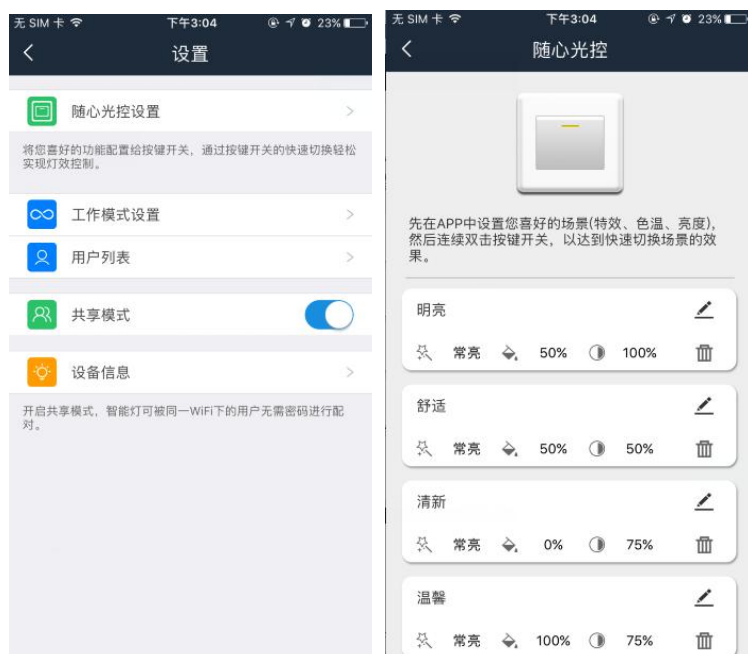 无 SIM 卡 下午3:04 23%
设置
随心光控设置
将您喜好的功能配置给按键开关，通过按键开关的快速切换轻松
实现灯效控制。
工作模式设置
用户列表
共享模式
设备信息
开启共享模式，智能灯可被同一WiFi下的用户无需密码进行配
对。
无 SIM 卡 下午3:04 23%
随心光控
先在APP中设置您喜好的场景(特效、色温、亮度)，
然后连续双击按键开关，以达到快速切换场景的效
果。
明亮
常亮 50% 100%
舒适
常亮 50% 50%
清新
常亮 0% 75%
温馨
常亮 100% 75%